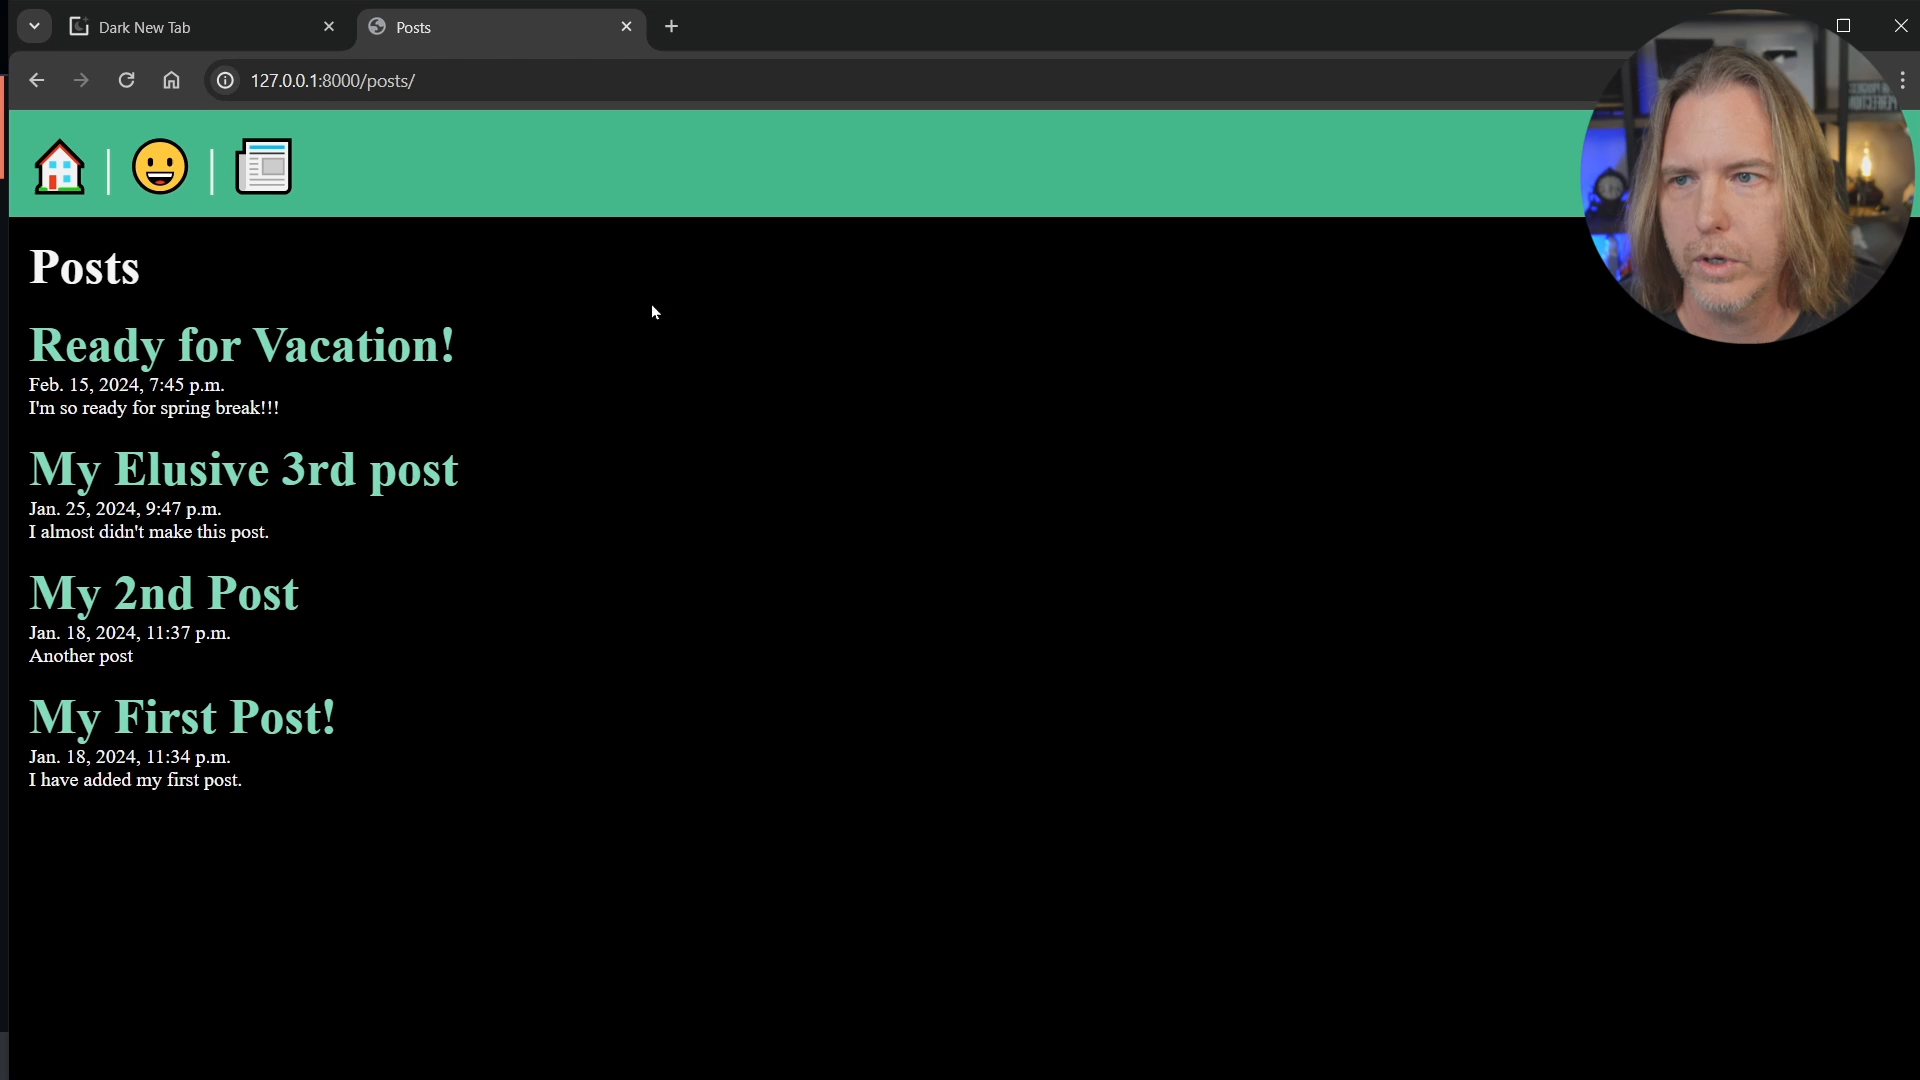 Dark New Tab
Posts
127.0.0.1:8000/posts/
Posts
Ready for Vacation!
Feb. 15, 2024, 7:45 p.m.
I'm so ready for spring break!!!
My Elusive 3rd post
Jan. 25, 2024, 9:47 p.m.
I almost didn't make this post.
My 2nd Post
Jan. 18, 2024, 11:37 p.m.
Another post
My First Post!
Jan. 18, 2024, 11:34 p.m.
I have added my first post.